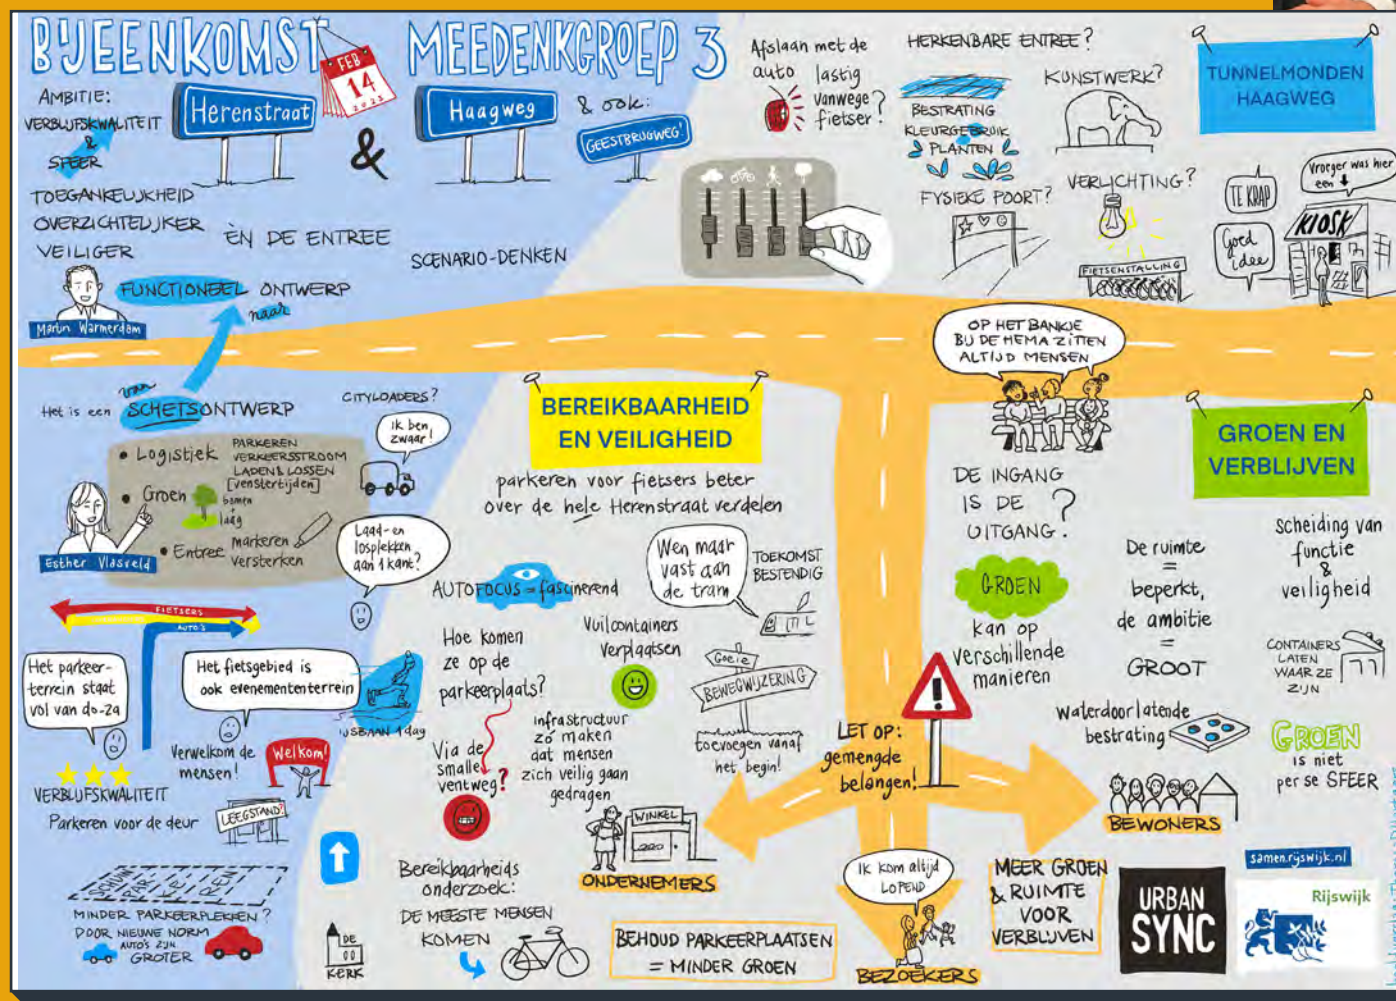 BIJEENKOMST
FEB
14
2023
MEEDENKGROEP 3
AMBITIE:
VERBLIJFSKWALITEIT
&
SFEER
Herenstraat
&
Haagweg
& ook:
GEESTBRUGWEG!
TOEGANKELIJKHEID
OVERZICHTELIJKER
VEILIGER
ÈN DE ENTREE
SCENARIO-DENKEN
Martin Warmerdam
FUNCTIONEEL ONTWERP
naar
van
Het is een SCHETSONTWERP
Afslaan met de
auto lastig
vanwege
fietser?
HERKENBARE ENTREE?
BESTRATING
KLEURGEBRUIK
PLANTEN
KUNSTWERK?
FYSIEKE POORT?
VERLICHTING?
FIETSENSTALLING
TUNNELMONDEN
HAAGWEG
TE KRAP
Goed
idee
Vroeger was hier
een
KIOSK
• Logistiek
PARKEREN
VERKEERSSTROOM
LADEN & LOSSEN
[venstertijden]
• Groen
bomen
+
laag
• Entree
markeren
versterken
Esther Vlasveld
CITYLOADERS?
Ik ben
zwaar!
Laad- en
losplekken
aan 1 kant?
FIETSERS
AUTO'S
Het parkeer-
terrein staat
vol van do-za
Het fietsgebied is
ook evenemententerrein
IJSBAAN 1 dag
Verwelkom de
mensen!
Welkom!
VERBLIJFSKWALITEIT
Parkeren voor de deur
LEEGSTAND?
SCHUIN
PARKEREN
MINDER PARKEERPLEKKEN?
DOOR NIEUWE NORM
AUTO'S ZIJN
GROTER
DE
KERK
BEREIKBAARHEID
EN VEILIGHEID
parkeren voor fietsers beter
over de hele Herenstraat verdelen
AUTOFOCUS = fascinerend
Hoe komen
ze op de
parkeerplaats?
Via de
smalle
ventweg?
Vuilcontainers
verplaatsen
Wen maar
vast aan
de tram
TOEKOMST
BESTENDIG
Goeie
BEWEGWIJZERING
toevoegen vanaf
het begin!
infrastructuur
zó maken
dat mensen
zich veilig gaan
gedragen
Bereikbaarheids
onderzoek:
DE MEESTE MENSEN
KOMEN
WINKEL
ONDERNEMERS
BEHOUD PARKEERPLAATSEN
= MINDER GROEN
OP HET BANKJE
BIJ DE HEMA ZITTEN
ALTIJD MENSEN
DE INGANG
IS DE
UITGANG?
GROEN
kan op
verschillende
manieren
LET OP:
gemengde
belangen!
Ik kom altijd
LOPEND
BEZOEKERS
MEER GROEN
& RUIMTE
VOOR
VERBLIJVEN
GROEN EN
VERBLIJVEN
De ruimte
=
beperkt,
de ambitie
=
GROOT
scheiding van
functie
&
veiligheid
CONTAINERS
LATEN
WAAR ZE
ZIJN
Waterdoorlatende
bestrating
GROEN
is niet
per se SFEER
BEWONERS
URBAN
SYNC
samen.rijswijk.nl
Rijswijk